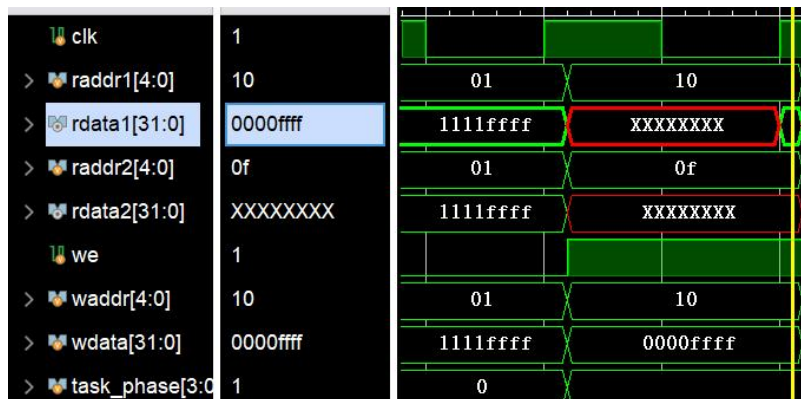 clk 1
raddr1[4:0] 10 01 10
rdata1[31:0] 0000ffff 1111ffff XXXXXXXX
raddr2[4:0] 0f 01 0f
rdata2[31:0] XXXXXXXX 1111ffff XXXXXXXX
we 1
waddr[4:0] 10 01 10
wdata[31:0] 0000ffff 1111ffff 0000ffff
task_phase[3:0 1 0